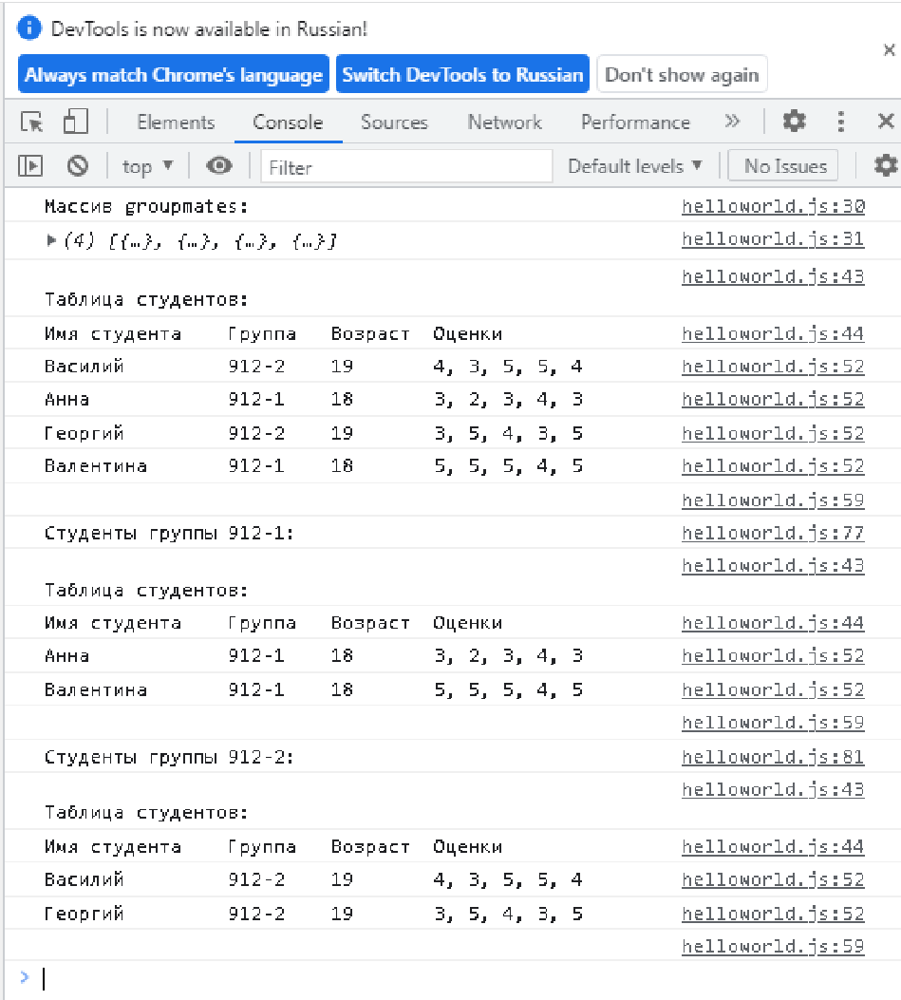 DevTools is now available in Russian!
Always match Chrome's language Switch DevTools to Russian Don't show again
Elements Console Sources Network Performance
top Filter Default levels No Issues
Массив groupmates: helloworld.js:30
(4) [{…}, {…}, {…}, {…}] helloworld.js:31
helloworld.js:43
Таблица студентов:
Имя студента Группа Возраст Оценки helloworld.js:44
Василий 912-2 19 4, 3, 5, 5, 4 helloworld.js:52
Анна 912-1 18 3, 2, 3, 4, 3 helloworld.js:52
Георгий 912-2 19 3, 5, 4, 3, 5 helloworld.js:52
Валентина 912-1 18 5, 5, 5, 4, 5 helloworld.js:52
helloworld.js:59
Студенты группы 912-1: helloworld.js:77
helloworld.js:43
Таблица студентов:
Имя студента Группа Возраст Оценки helloworld.js:44
Анна 912-1 18 3, 2, 3, 4, 3 helloworld.js:52
Валентина 912-1 18 5, 5, 5, 4, 5 helloworld.js:52
helloworld.js:59
Студенты группы 912-2: helloworld.js:81
helloworld.js:43
Таблица студентов:
Имя студента Группа Возраст Оценки helloworld.js:44
Василий 912-2 19 4, 3, 5, 5, 4 helloworld.js:52
Георгий 912-2 19 3, 5, 4, 3, 5 helloworld.js:52
helloworld.js:59